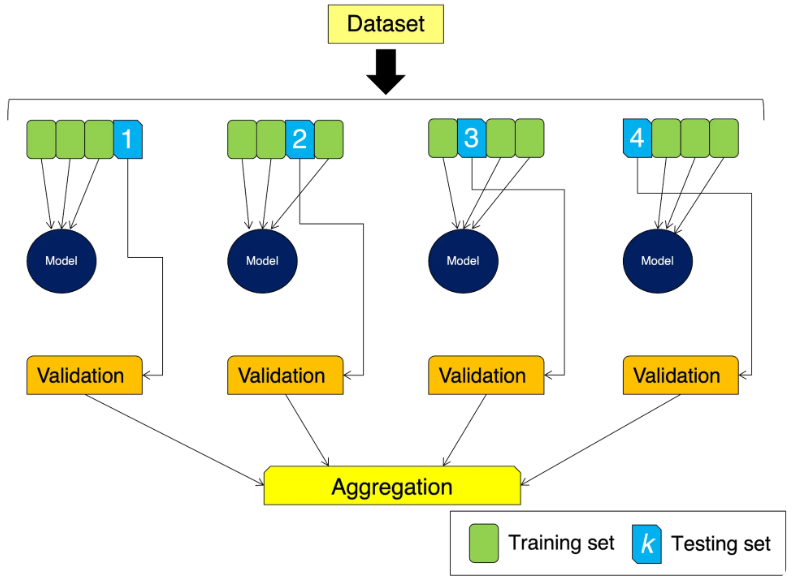 Dataset
1
2
3
4
Model
Model
Model
Model
Validation
Validation
Validation
Validation
Aggregation
Training set
k
Testing set